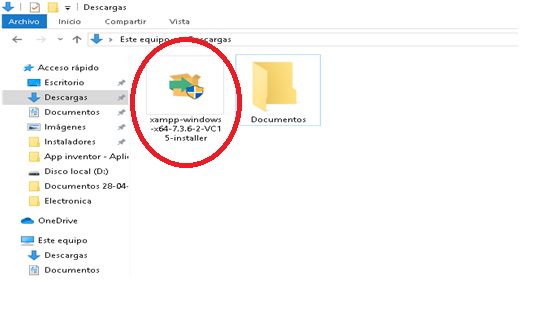 Descargas
Archivo Inicio Compartir Vista
Este equipo Descargas
Acceso rápido
Escritorio
Descargas
Documentos
Imágenes
Instaladores
App inventor - Aplic
Disco local (D:)
Documentos 28-04-
Electronica
OneDrive
Este equipo
Descargas
Documentos
xampp-windows
-x64-7.3.6-2-VC1
5-installer
Documentos